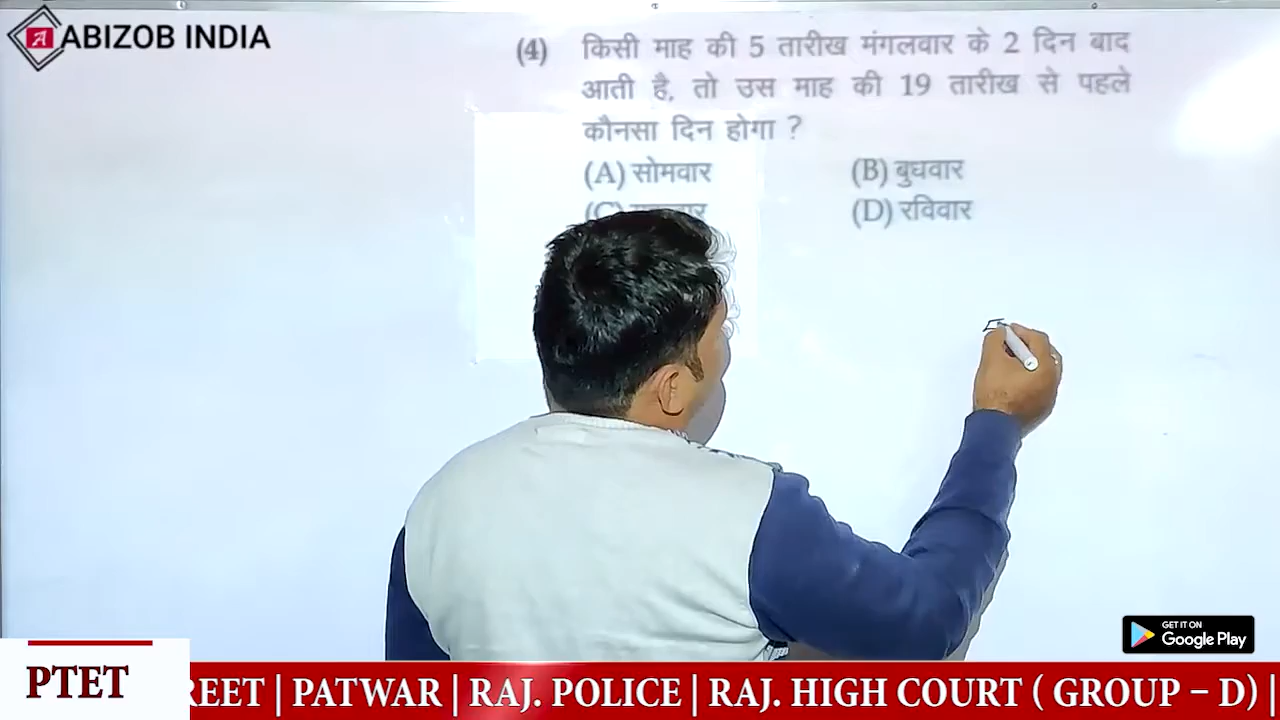 ABIZOB INDIA
(4) किसी माह की 5 तारीख मंगलवार के 2 दिन बाद
आती है, तो उस माह की 19 तारीख से पहले
कौनसा दिन होगा ?
(A) सोमवार (B) बुधवार
(C) (D) रविवार
GET IT ON
Google Play
PTET
REET | PATWAR | RAJ. POLICE | RAJ. HIGH COURT ( GROUP – D) |